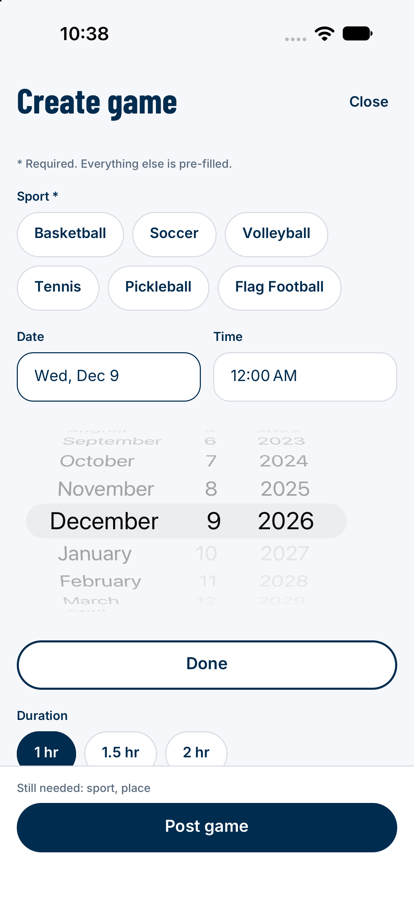 10:38
Create game
Close
* Required. Everything else is pre-filled.
Sport *
Basketball Soccer Volleyball
Tennis Pickleball Flag Football
Date Time
Wed, Dec 9 12:00 AM
September 6 2023
October 7 2024
November 8 2025
December 9 2026
January 10 2027
February 11 2028
March 12 2029
Done
Duration
1 hr 1.5 hr 2 hr
Still needed: sport, place
Post game